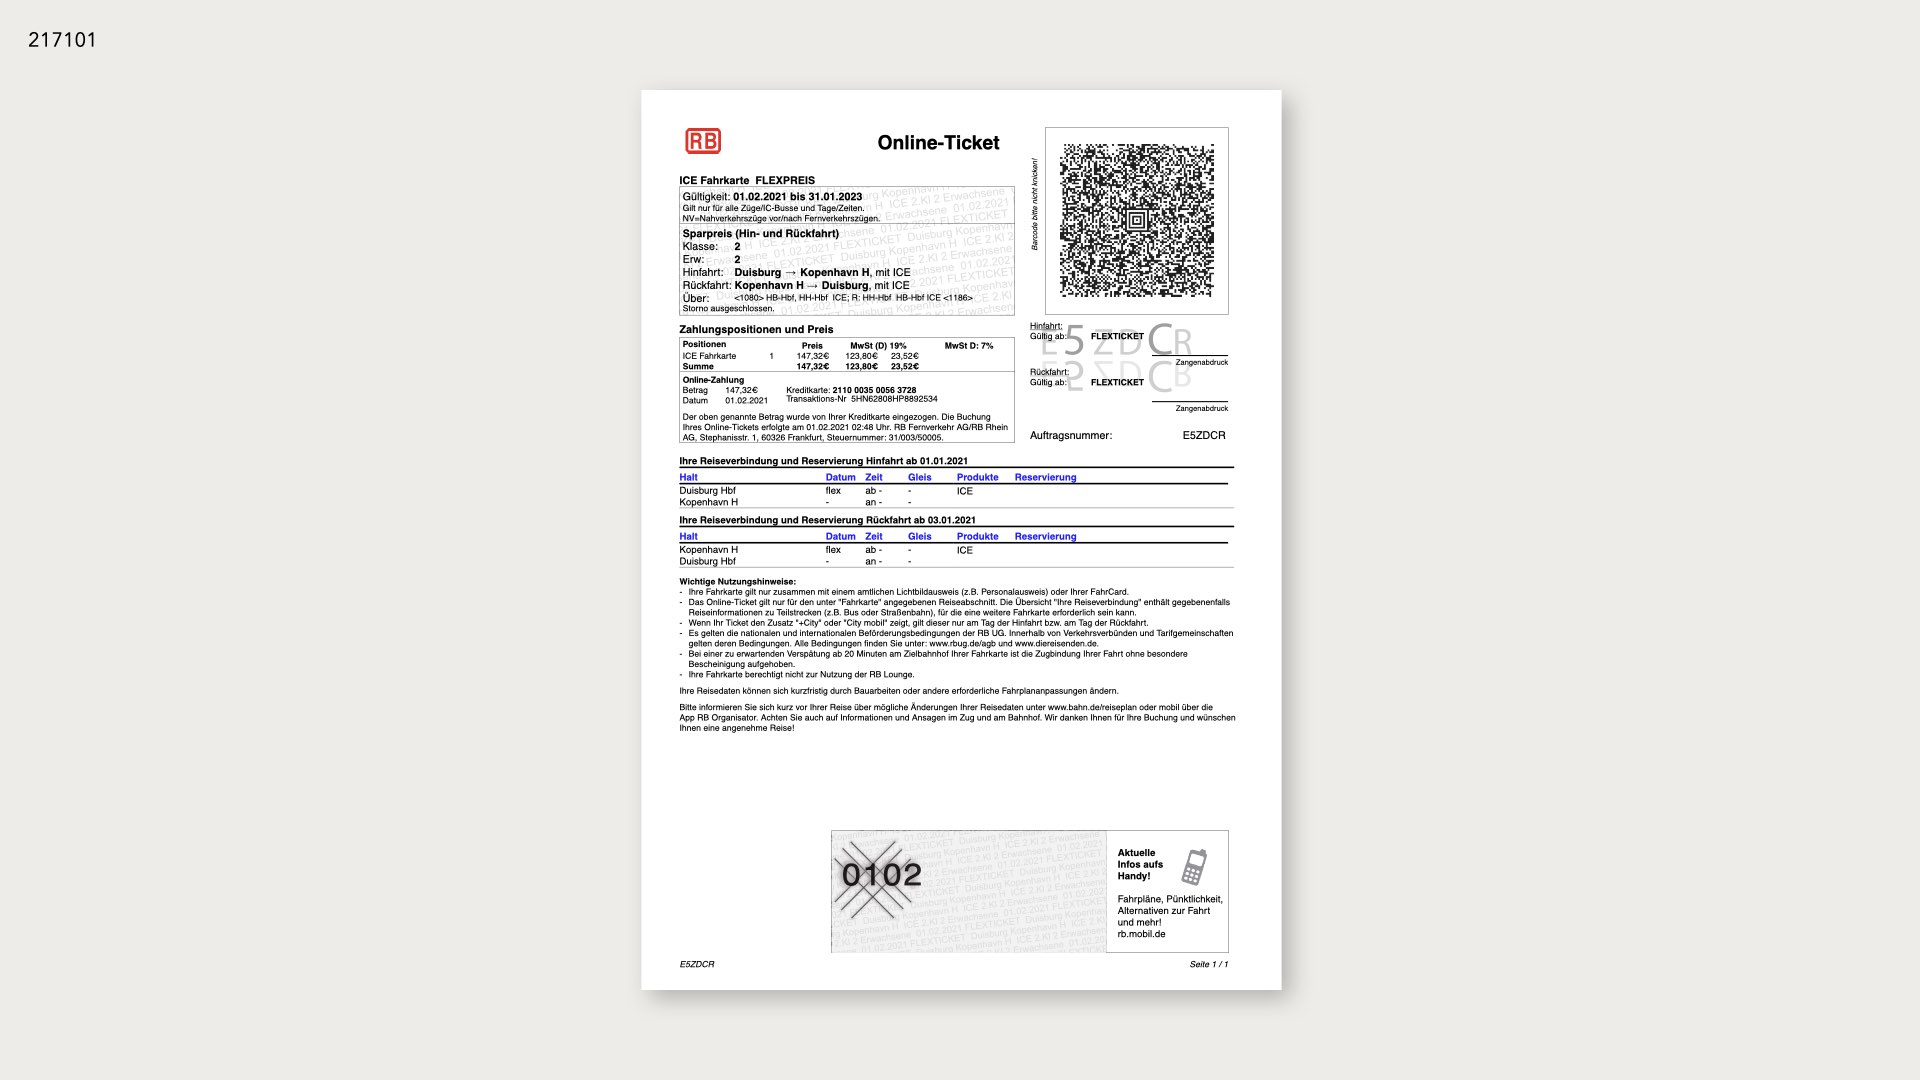 217101
RB
Online-Ticket
Barcode bitte nicht knicken!
ICE Fahrkarte FLEXPREIS
Gültigkeit: 01.02.2021 bis 31.01.2023
Gilt nur für alle Züge/IC-Busse und Tage/Zeiten.
NV=Nahverkehrszüge vor/nach Fernverkehrszügen.
Sparpreis (Hin- und Rückfahrt)
Klasse: 2
Erw: 2
Hinfahrt: Duisburg → Kopenhavn H, mit ICE
Rückfahrt: Kopenhavn H → Duisburg, mit ICE
Über: <1080> HB-Hbf, HH-Hbf ICE; R: HH-Hbf HB-Hbf ICE <1186>
Storno ausgeschlossen.
Zahlungspositionen und Preis
Positionen Preis MwSt (D) 19% MwSt D: 7%
ICE Fahrkarte 1 147,32€ 123,80€ 23,52€
Summe 147,32€ 123,80€ 23,52€
Online-Zahlung
Betrag 147,32€ Kreditkarte: 2110 0035 0056 3728
Datum 01.02.2021 Transaktions-Nr 5HN62808HP8892534
Der oben genannte Betrag wurde von Ihrer Kreditkarte eingezogen. Die Buchung
Ihres Online-Tickets erfolgte am 01.02.2021 02:48 Uhr. RB Fernverkehr AG/RB Rhein
AG, Stephanisstr. 1, 60326 Frankfurt, Steuernummer: 31/003/50005.
E5ZDCR
Hinfahrt:
Gültig ab: FLEXTICKET
Zangenabdruck
Rückfahrt:
Gültig ab: FLEXTICKET
Zangenabdruck
Auftragsnummer: E5ZDCR
Ihre Reiseverbindung und Reservierung Hinfahrt ab 01.01.2021
Halt Datum Zeit Gleis Produkte Reservierung
Duisburg Hbf flex ab - - ICE
Kopenhavn H - an - -
Ihre Reiseverbindung und Reservierung Rückfahrt ab 03.01.2021
Halt Datum Zeit Gleis Produkte Reservierung
Kopenhavn H flex ab - - ICE
Duisburg Hbf - an - -
Wichtige Nutzungshinweise:
- Ihre Fahrkarte gilt nur zusammen mit einem amtlichen Lichtbildausweis (z.B. Personalausweis) oder Ihrer FahrCard.
- Das Online-Ticket gilt nur für den unter "Fahrkarte" angegebenen Reiseabschnitt. Die Übersicht "Ihre Reiseverbindung" enthält gegebenenfalls
Reiseinformationen zu Teilstrecken (z.B. Bus oder Straßenbahn), für die eine weitere Fahrkarte erforderlich sein kann.
- Wenn Ihr Ticket den Zusatz "+City" oder "City mobil" zeigt, gilt dieser nur am Tag der Hinfahrt bzw. am Tag der Rückfahrt.
- Es gelten die nationalen und internationalen Beförderungsbedingungen der RB UG. Innerhalb von Verkehrsverbünden und Tarifgemeinschaften
gelten deren Bedingungen. Alle Bedingungen finden Sie unter: www.rbug.de/agb und www.diereisenden.de.
- Bei einer zu erwartenden Verspätung ab 20 Minuten am Zielbahnhof Ihrer Fahrkarte ist die Zugbindung Ihrer Fahrt ohne besondere
Bescheinigung aufgehoben.
- Ihre Fahrkarte berechtigt nicht zur Nutzung der RB Lounge.
Ihre Reisedaten können sich kurzfristig durch Bauarbeiten oder andere erforderliche Fahrplananpassungen ändern.
Bitte informieren Sie sich kurz vor Ihrer Reise über mögliche Änderungen Ihrer Reisedaten unter www.bahn.de/reiseplan oder mobil über die
App RB Organisator. Achten Sie auch auf Informationen und Ansagen im Zug und am Bahnhof. Wir danken Ihnen für Ihre Buchung und wünschen
Ihnen eine angenehme Reise!
0102
Aktuelle
Infos aufs
Handy!
Fahrpläne, Pünktlichkeit,
Alternativen zur Fahrt
und mehr!
rb.mobil.de
E5ZDCR
Seite 1 / 1